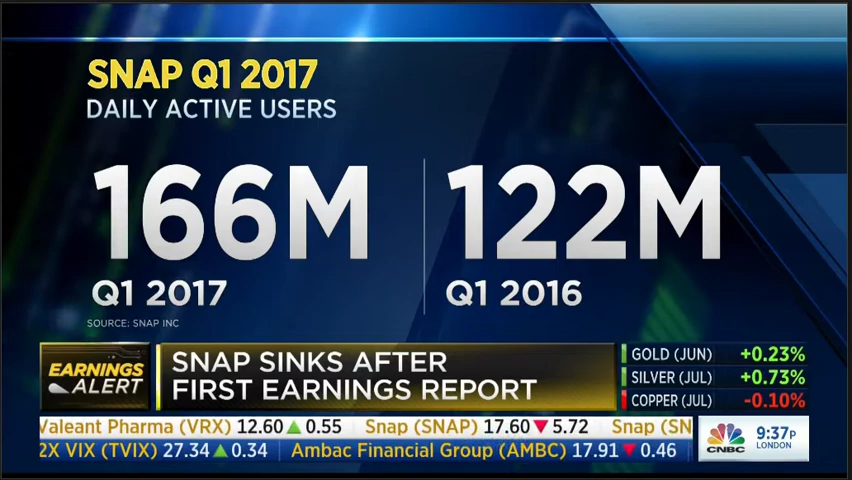 SNAP Q1 2017
DAILY ACTIVE USERS
166M
122M
Q1 2017
Q1 2016
SOURCE: SNAP INC
EARNINGS
ALERT
SNAP SINKS AFTER
FIRST EARNINGS REPORT
GOLD (JUN) +0.23%
SILVER (JUL) +0.73%
COPPER (JUL) -0.10%
Valeant Pharma (VRX) 12.60▲0.55 Snap (SNAP) 17.60▼5.72 Snap (SN
2X VIX (TVIX) 27.34▲0.34 Ambac Financial Group (AMBC) 17.91▼0.46
CNBC
9:37P
LONDON